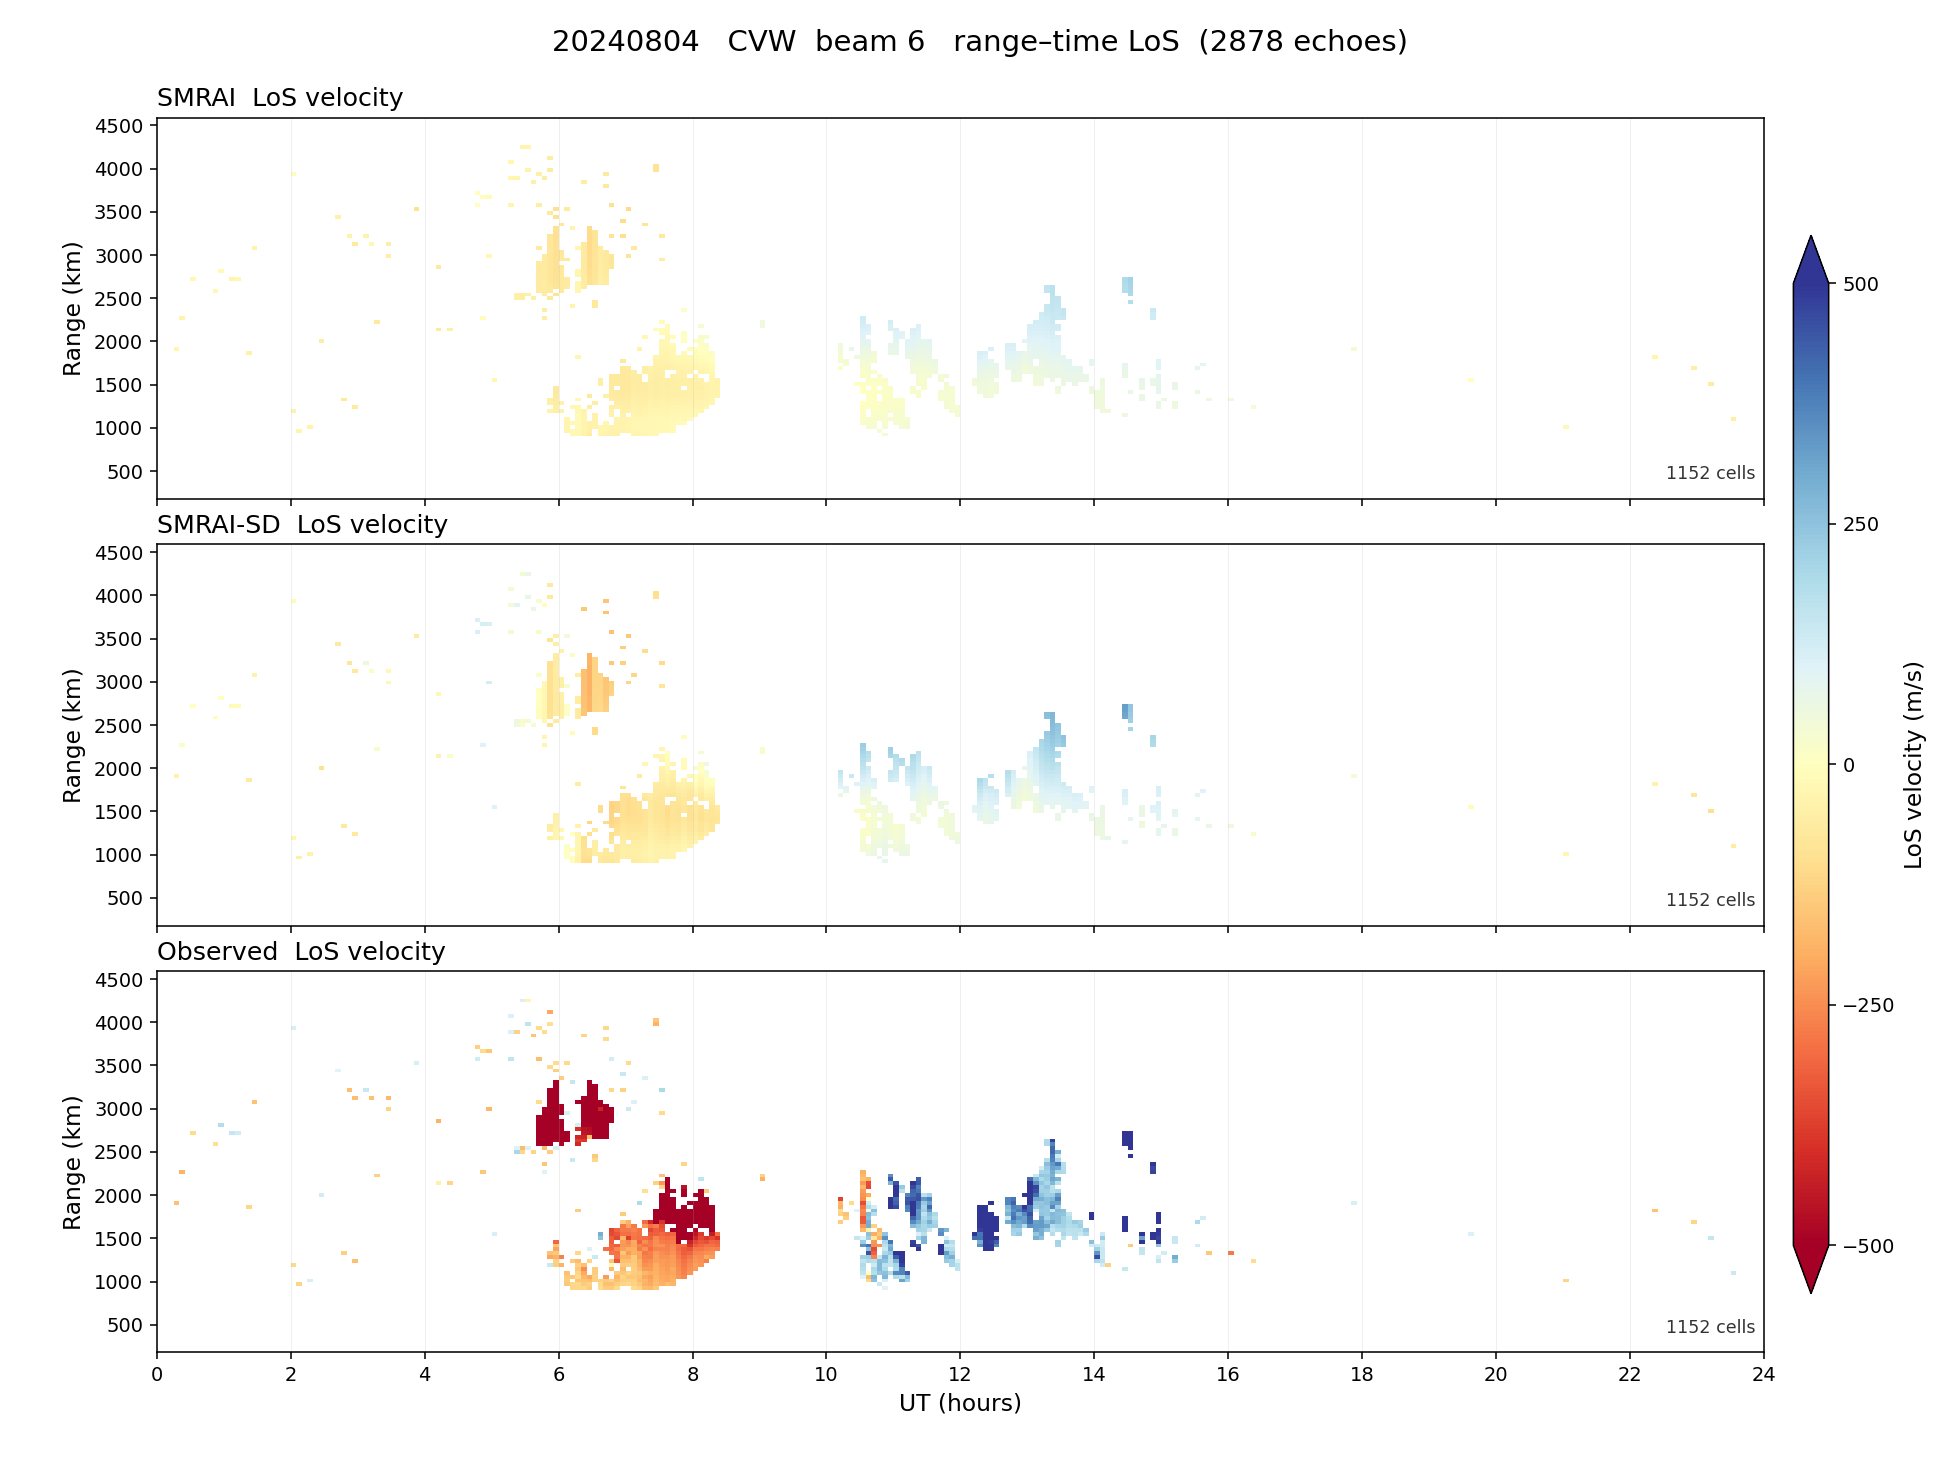 20240804   CVW  beam 6   range–time LoS  (2878 echoes)
SMRAI  LoS velocity
4500
4000
3500
3000
2500
2000
1500
1000
500
Range (km)
1152 cells
SMRAI-SD  LoS velocity
4500
4000
3500
3000
2500
2000
1500
1000
500
Range (km)
1152 cells
Observed  LoS velocity
4500
4000
3500
3000
2500
2000
1500
1000
500
Range (km)
1152 cells
0 2 4 6 8 10 12 14 16 18 20 22 24
UT (hours)
500
250
0
−250
−500
LoS velocity (m/s)